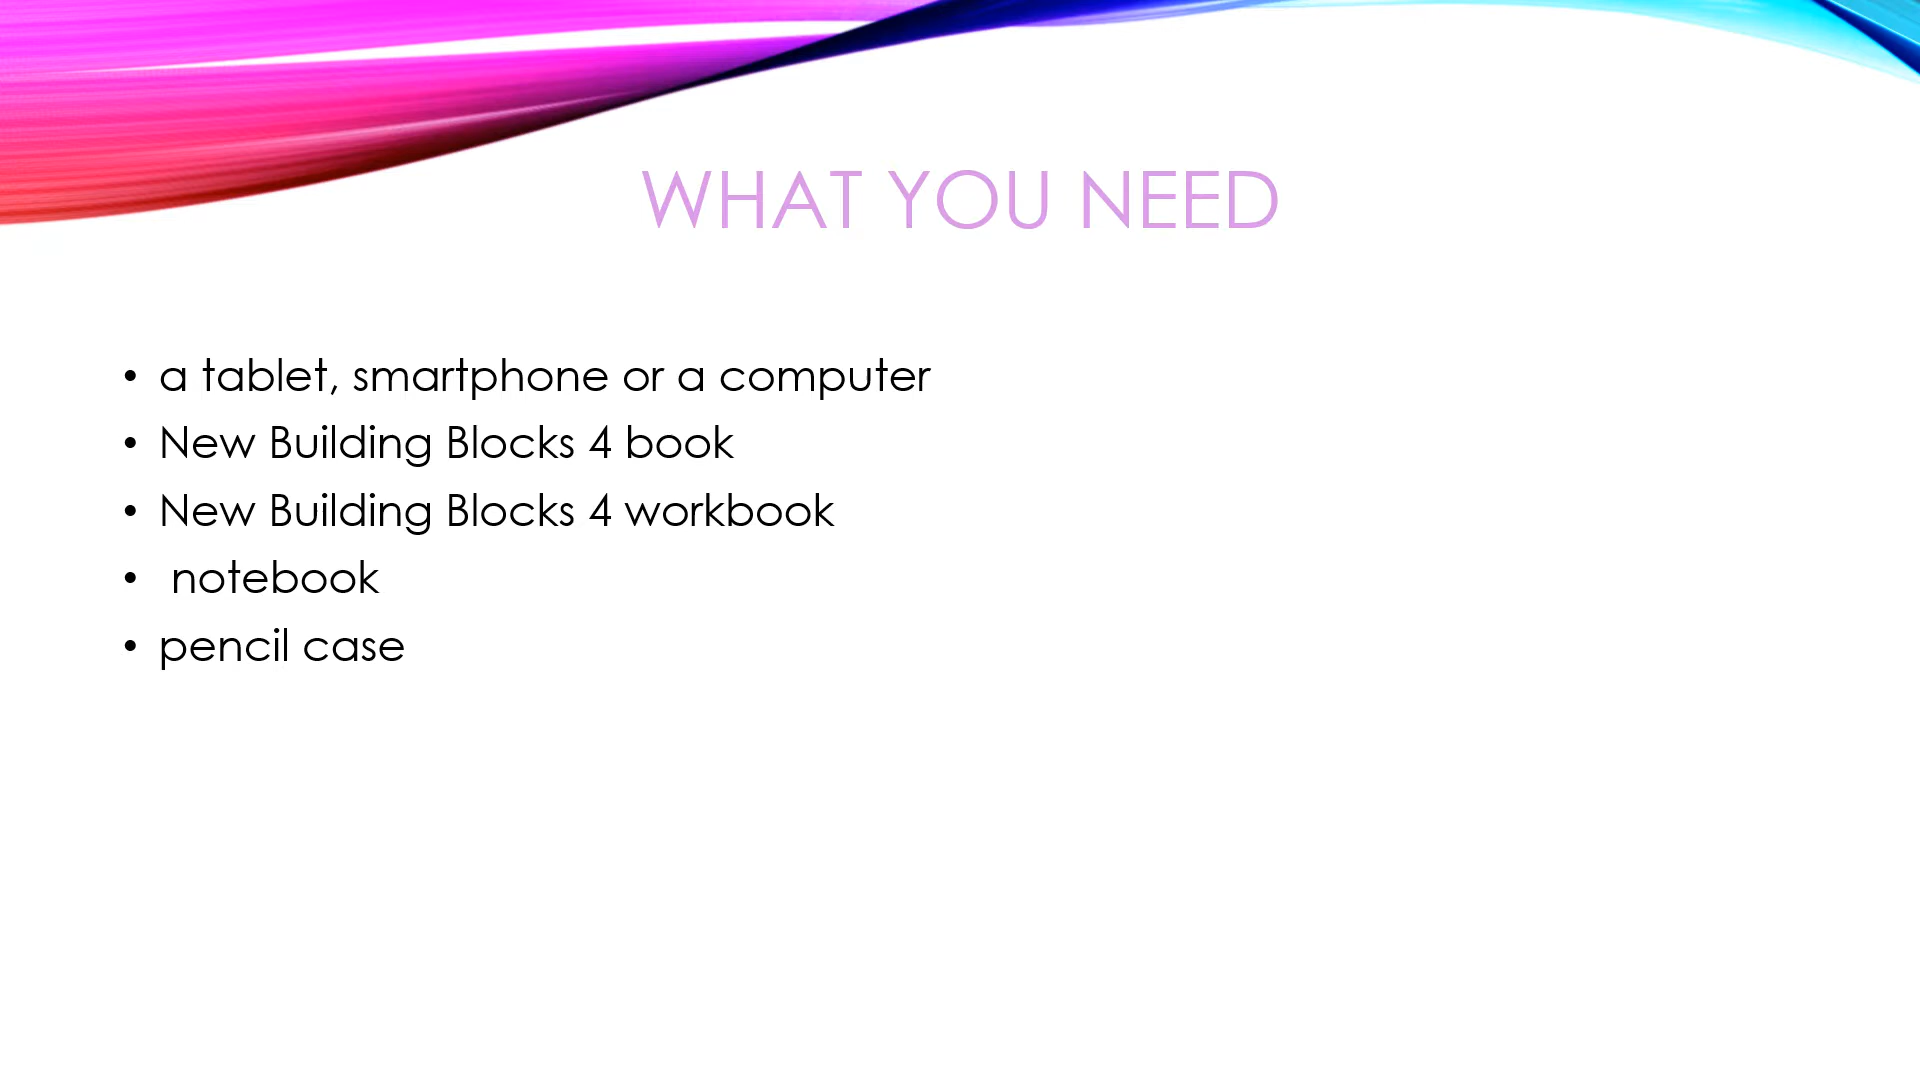 WHAT YOU NEED
• a tablet, smartphone or a computer
• New Building Blocks 4 book
• New Building Blocks 4 workbook
• notebook
• pencil case